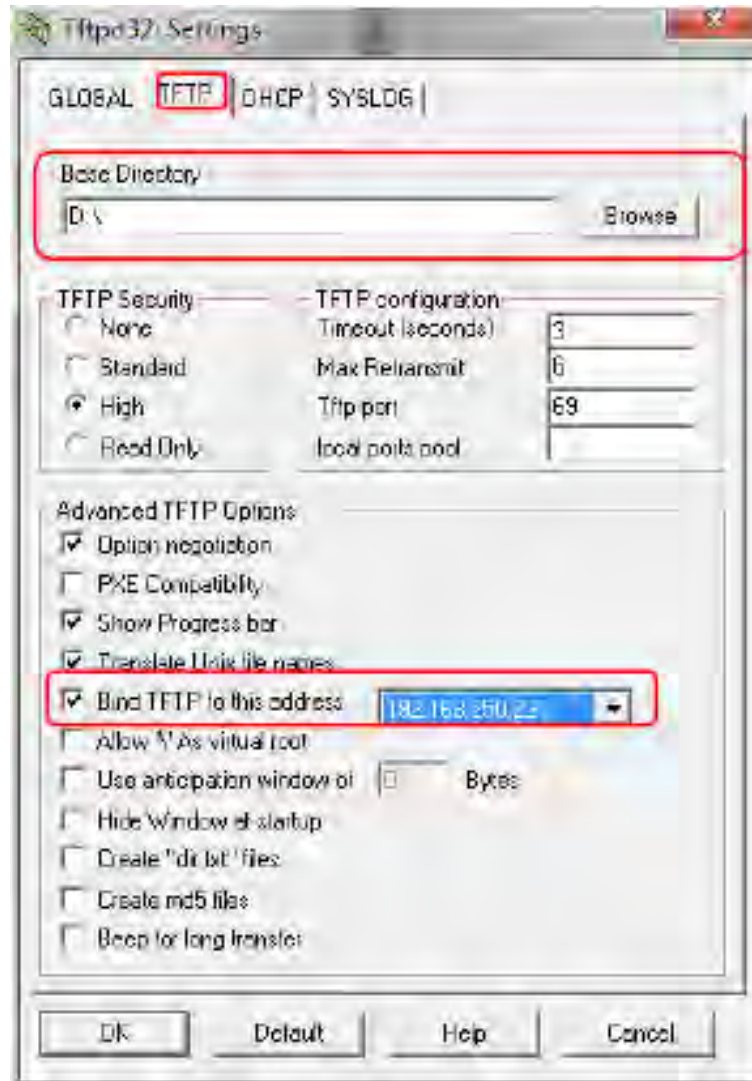 Tftpd32: Settings
GLOBAL TFTP DHCP SYSLOG
Base Directory
D:\
Browse
TFTP Security
None
Standard
High
Read Only
TFTP configuration
Timeout (seconds) 3
Max Retransmit 6
Tftp port 69
local ports pool
Advanced TFTP Options
Option negotiation
PXE Compatibility
Show Progress bar
Translate Unix file names
Bind TFTP to this address
Allow '\' As virtual root
Use anticipation window of 0 Bytes
Hide Window at startup
Create "dir.txt" files
Create md5 files
Beep for long transfer
OK Default Help Cancel